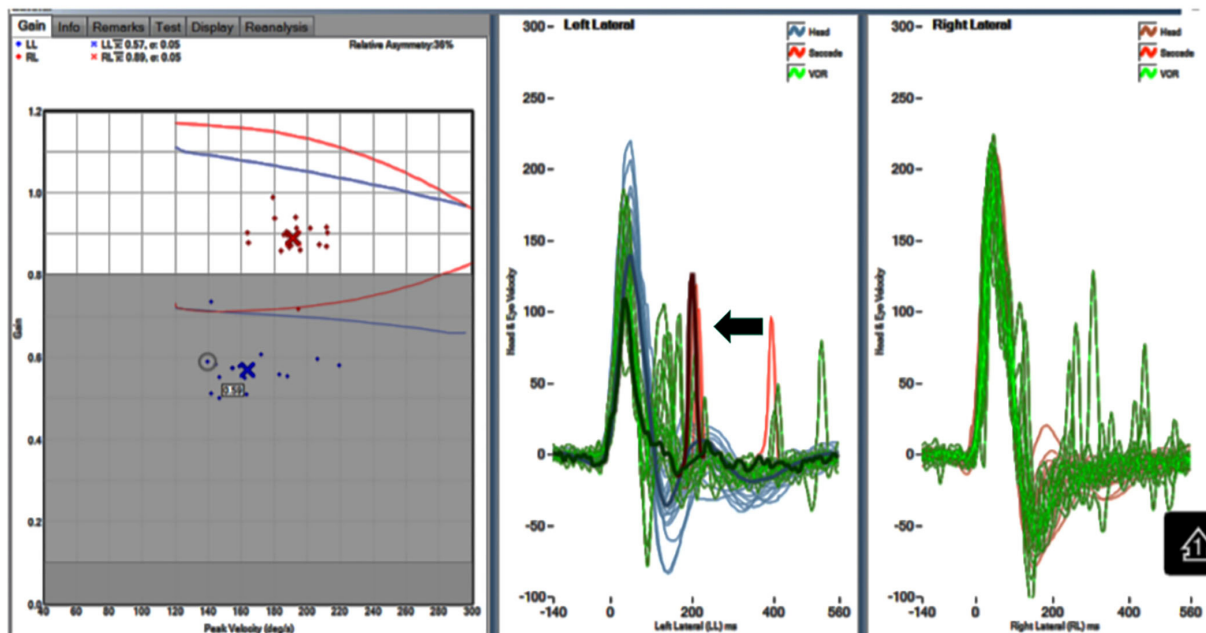 Gain Info Remarks Test Display Reanalysis
LL LL x̄: 0.57, σ: 0.05 Relative Asymmetry:36%
RL RL x̄: 0.89, σ: 0.05
1.2
1.0
0.8
0.6
0.4
0.2
0.0
Gain
0.59
40 60 80 100 120 140 160 180 200 220 240 260 280 300
Peak Velocity (dep/s)
Left Lateral
Head
Saccade
VOR
300
250
200
150
100
50
0
-50
-100
Head & Eye Velocity
-140 0 200 400 560
Left Lateral (LL) ms
Right Lateral
Head
Saccade
VOR
300
250
200
150
100
50
0
-50
-100
Head & Eye Velocity
-140 0 200 400 560
Right Lateral (RL) ms
1